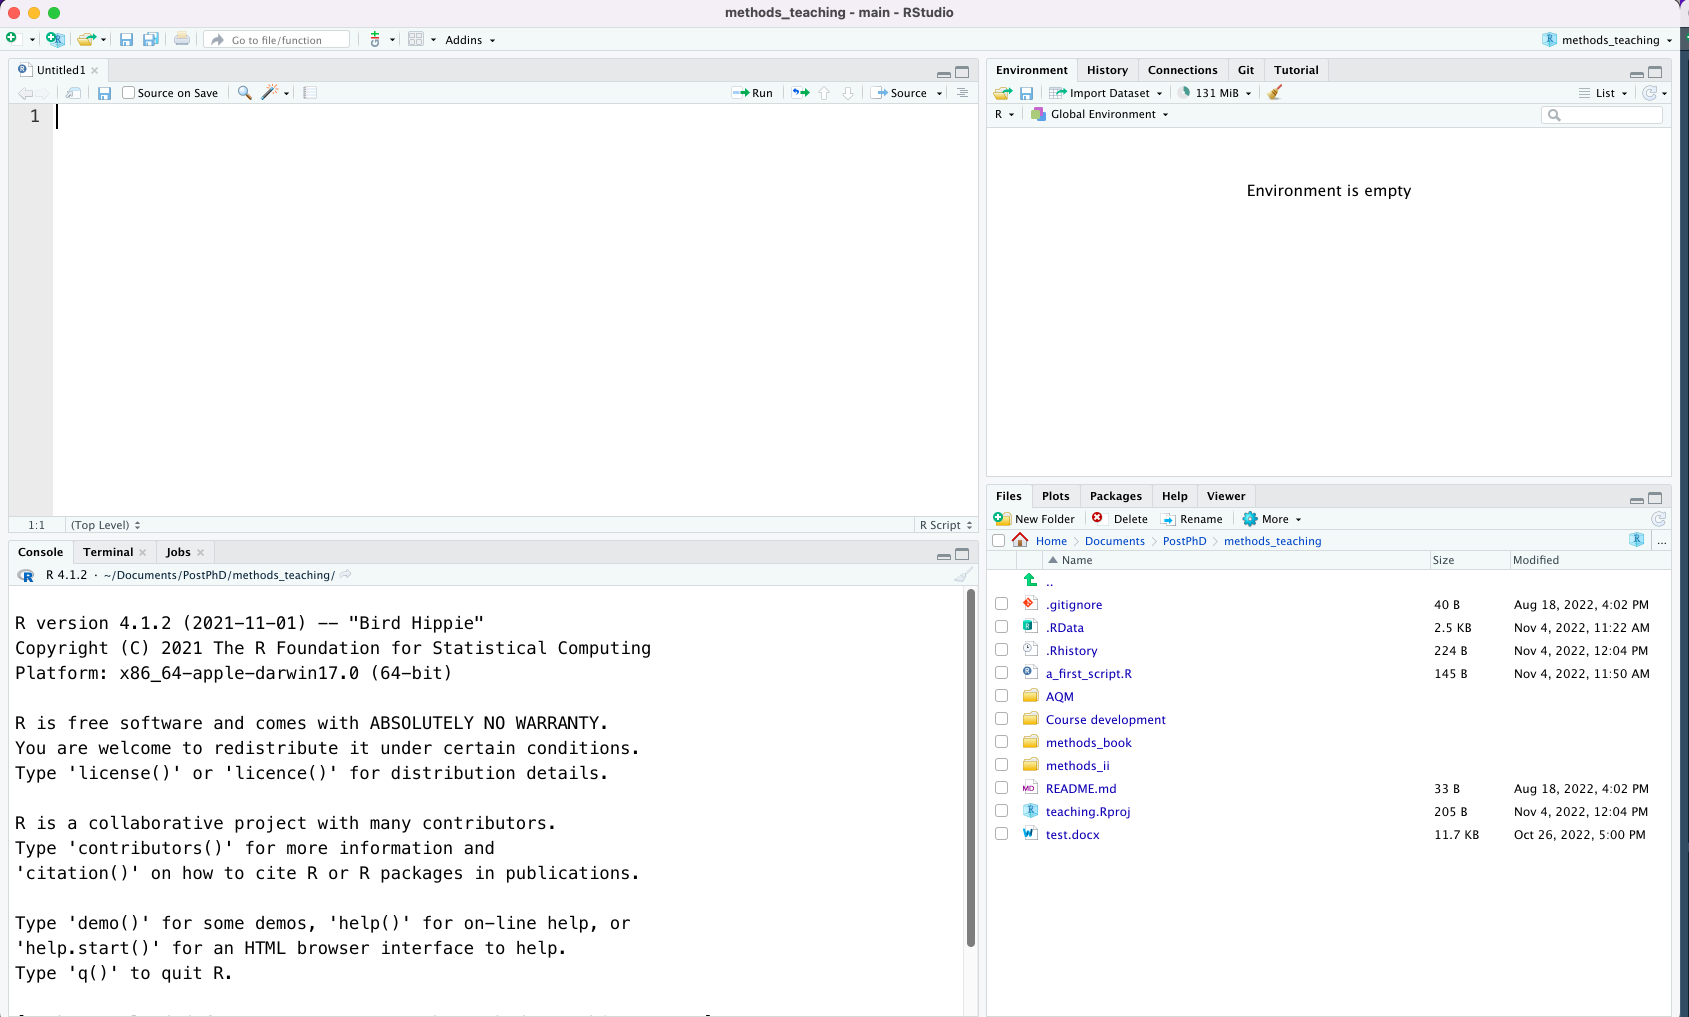 methods_teaching - main - RStudio
Go to file/function
Addins
methods_teaching
Untitled1
Source on Save
Run
Source
1
1:1 (Top Level)
R Script
Console Terminal Jobs
R 4.1.2 · ~/Documents/PostPhD/methods_teaching/
R version 4.1.2 (2021-11-01) -- "Bird Hippie"
Copyright (C) 2021 The R Foundation for Statistical Computing
Platform: x86_64-apple-darwin17.0 (64-bit)
R is free software and comes with ABSOLUTELY NO WARRANTY.
You are welcome to redistribute it under certain conditions.
Type 'license()' or 'licence()' for distribution details.
R is a collaborative project with many contributors.
Type 'contributors()' for more information and
'citation()' on how to cite R or R packages in publications.
Type 'demo()' for some demos, 'help()' for on-line help, or
'help.start()' for an HTML browser interface to help.
Type 'q()' to quit R.
Environment History Connections Git Tutorial
Import Dataset 131 MiB List
R Global Environment
Environment is empty
Files Plots Packages Help Viewer
New Folder Delete Rename More
Home Documents PostPhD methods_teaching ...
Name Size Modified
..
.gitignore 40 B Aug 18, 2022, 4:02 PM
.RData 2.5 KB Nov 4, 2022, 11:22 AM
.Rhistory 224 B Nov 4, 2022, 12:04 PM
a_first_script.R 145 B Nov 4, 2022, 11:50 AM
AQM
Course development
methods_book
methods_ii
README.md 33 B Aug 18, 2022, 4:02 PM
teaching.Rproj 205 B Nov 4, 2022, 12:04 PM
test.docx 11.7 KB Oct 26, 2022, 5:00 PM